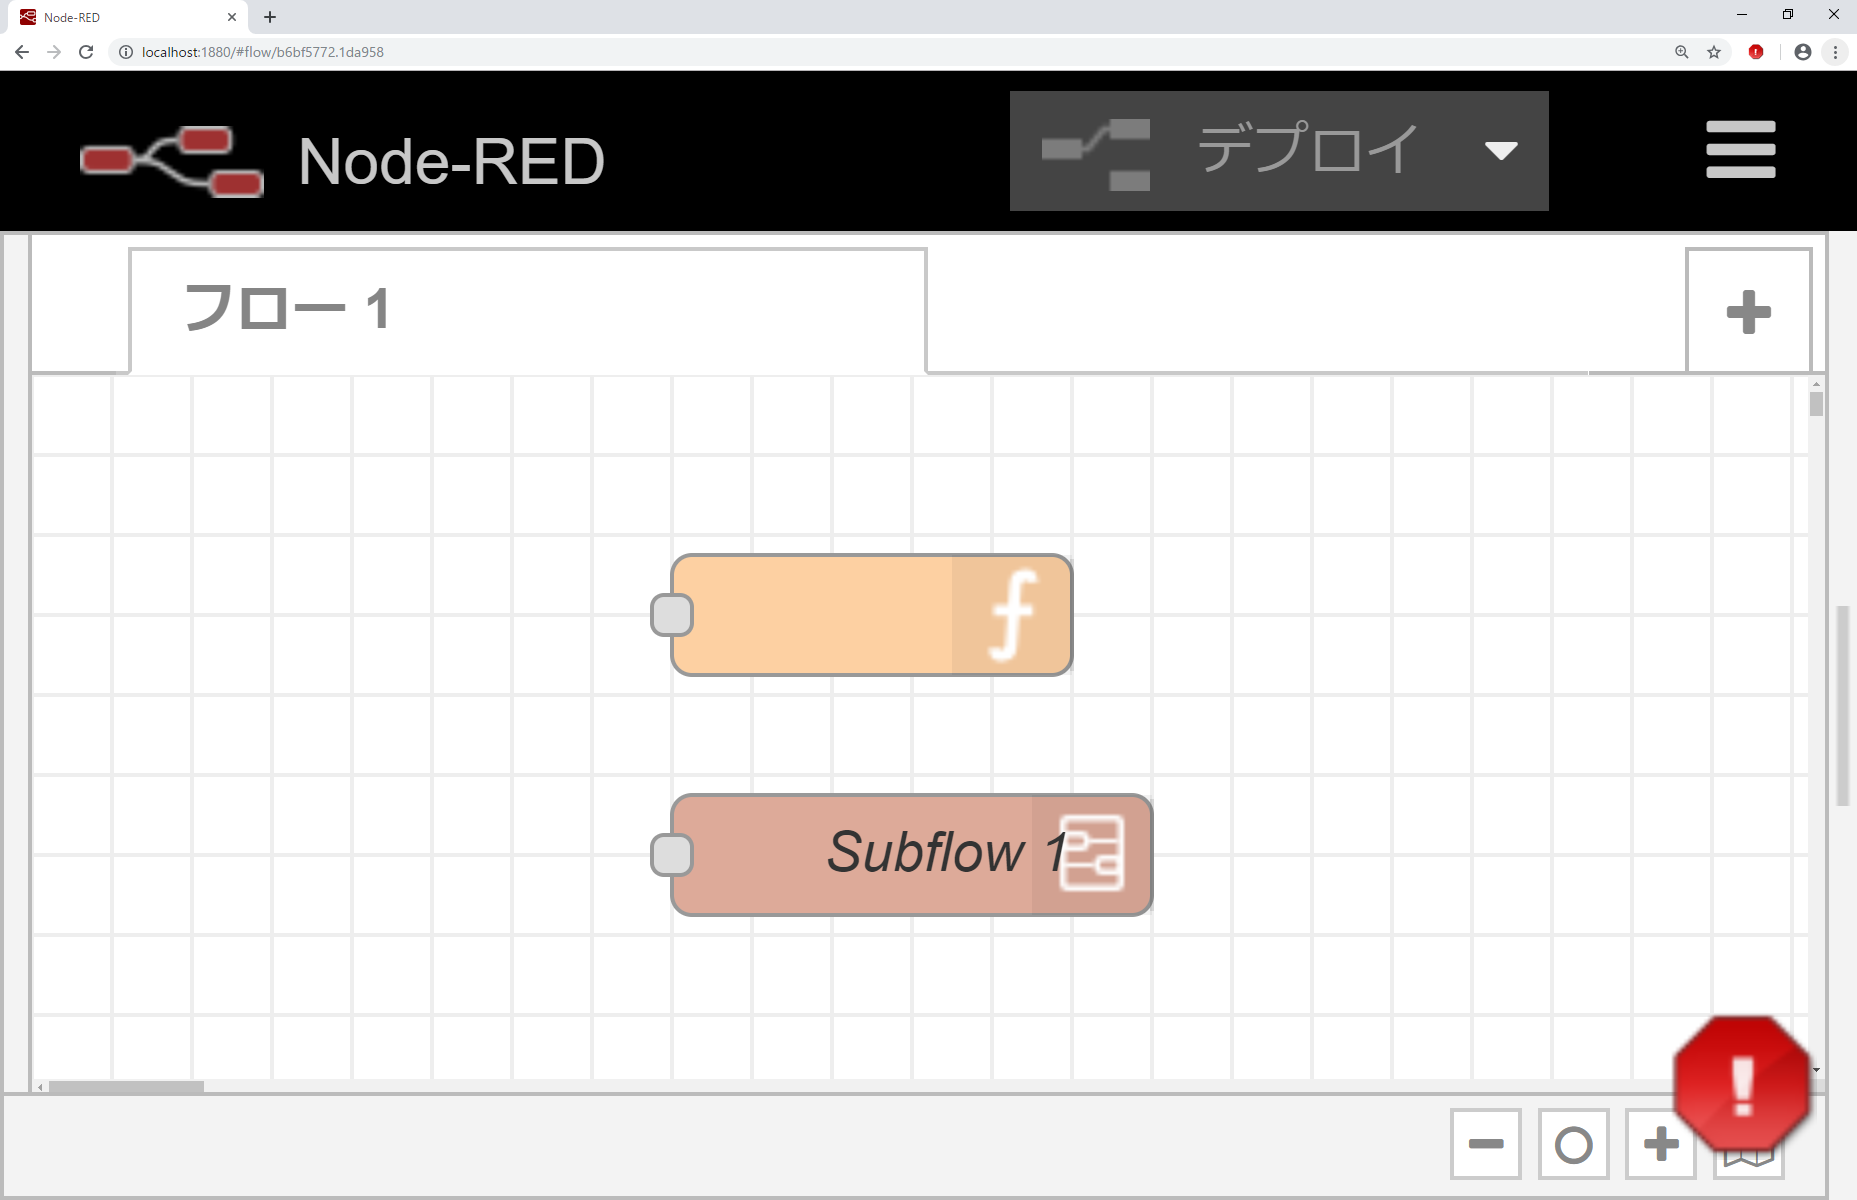 Node-RED
localhost:1880/#flow/b6bf5772.1da958
Node-RED
デプロイ
フロー 1
Subflow 1